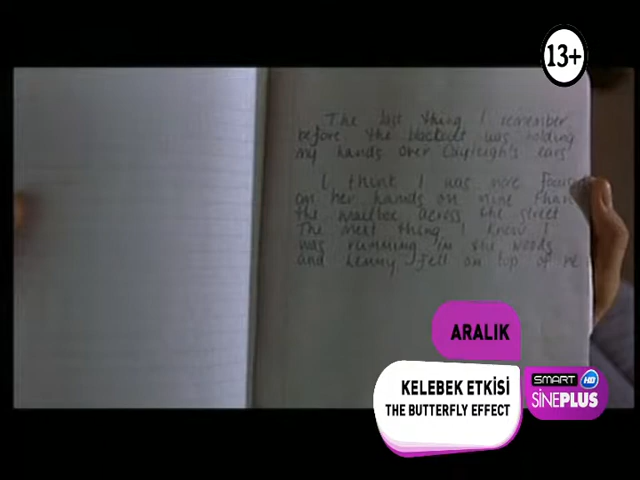 13+
The last thing I remember
before the blackout was holding
my hands over Cayleigh's ears
I think I was more focus
on her hands on mine than
the mailbox across the street
The next thing I knew I
was running in the woods
and Lenny fell on top of me
ARALIK
KELEBEK ETKİSİ
THE BUTTERFLY EFFECT
SMART HD
SİNEPLUS